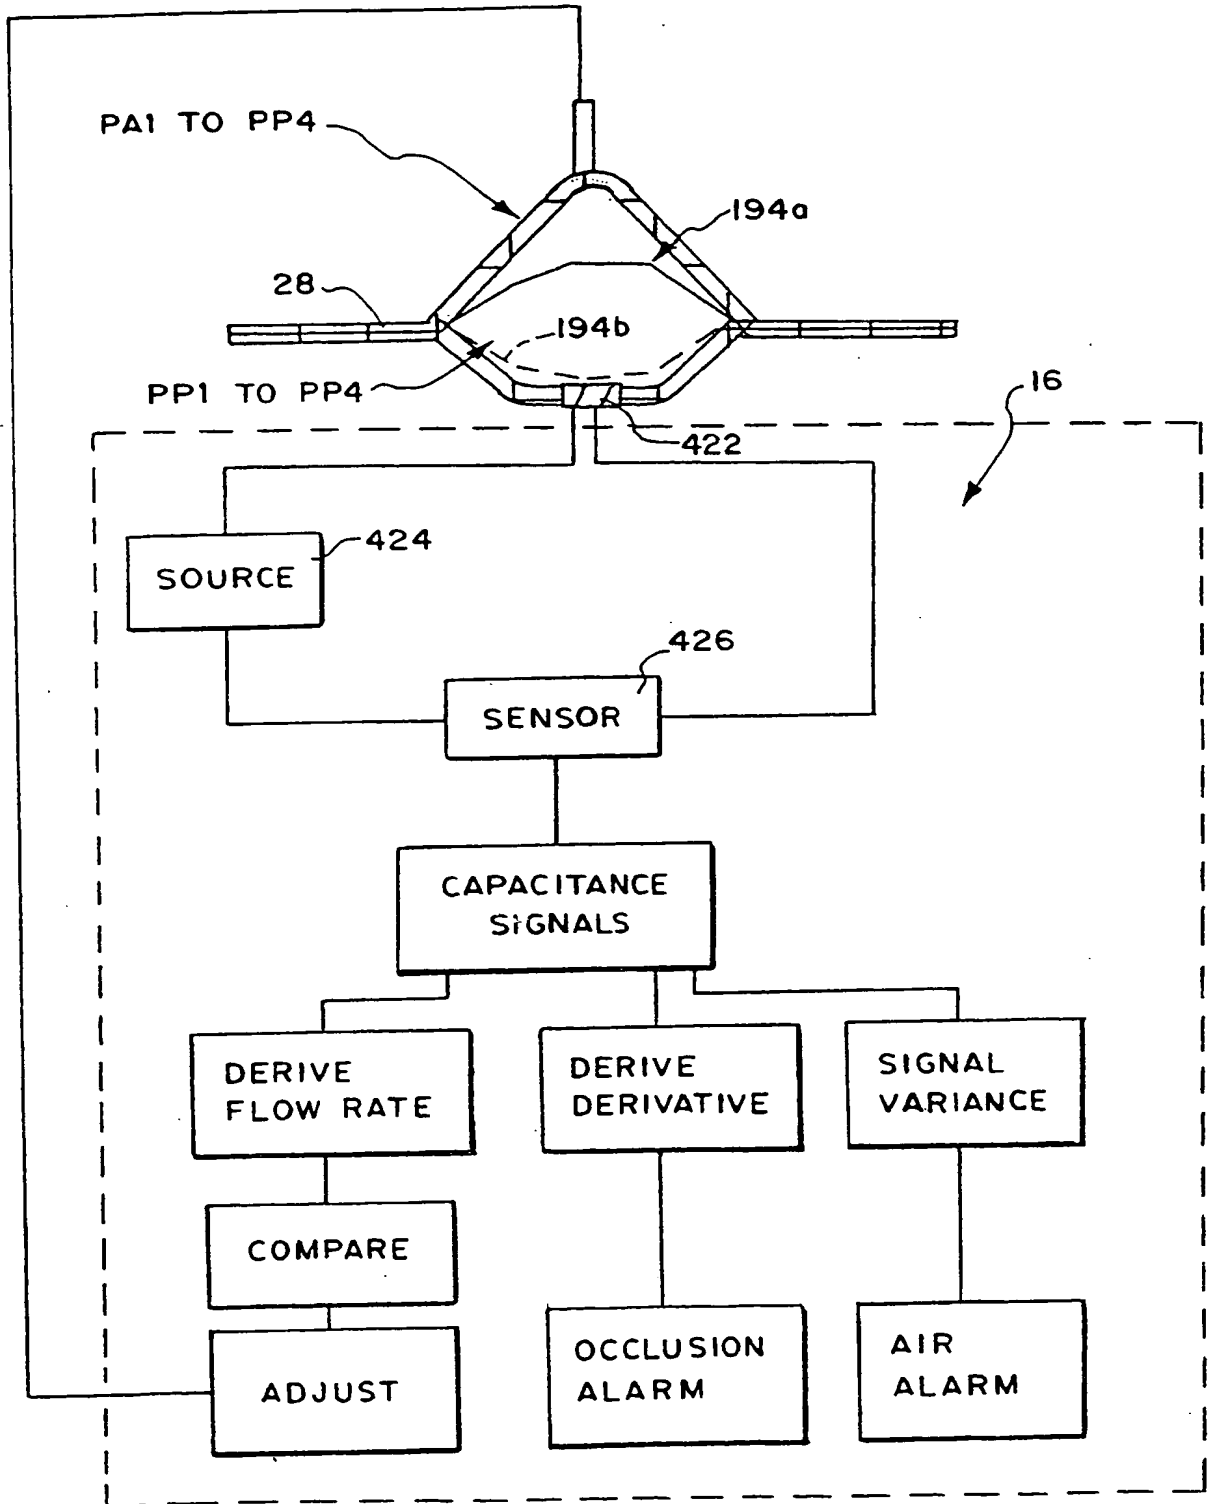 PA1 TO PP4
194a
28
194b
PP1 TO PP4
16
422
424
SOURCE
426
SENSOR
CAPACITANCE
SIGNALS
DERIVE
FLOW RATE
DERIVE
DERIVATIVE
SIGNAL
VARIANCE
COMPARE
ADJUST
OCCLUSION
ALARM
AIR
ALARM